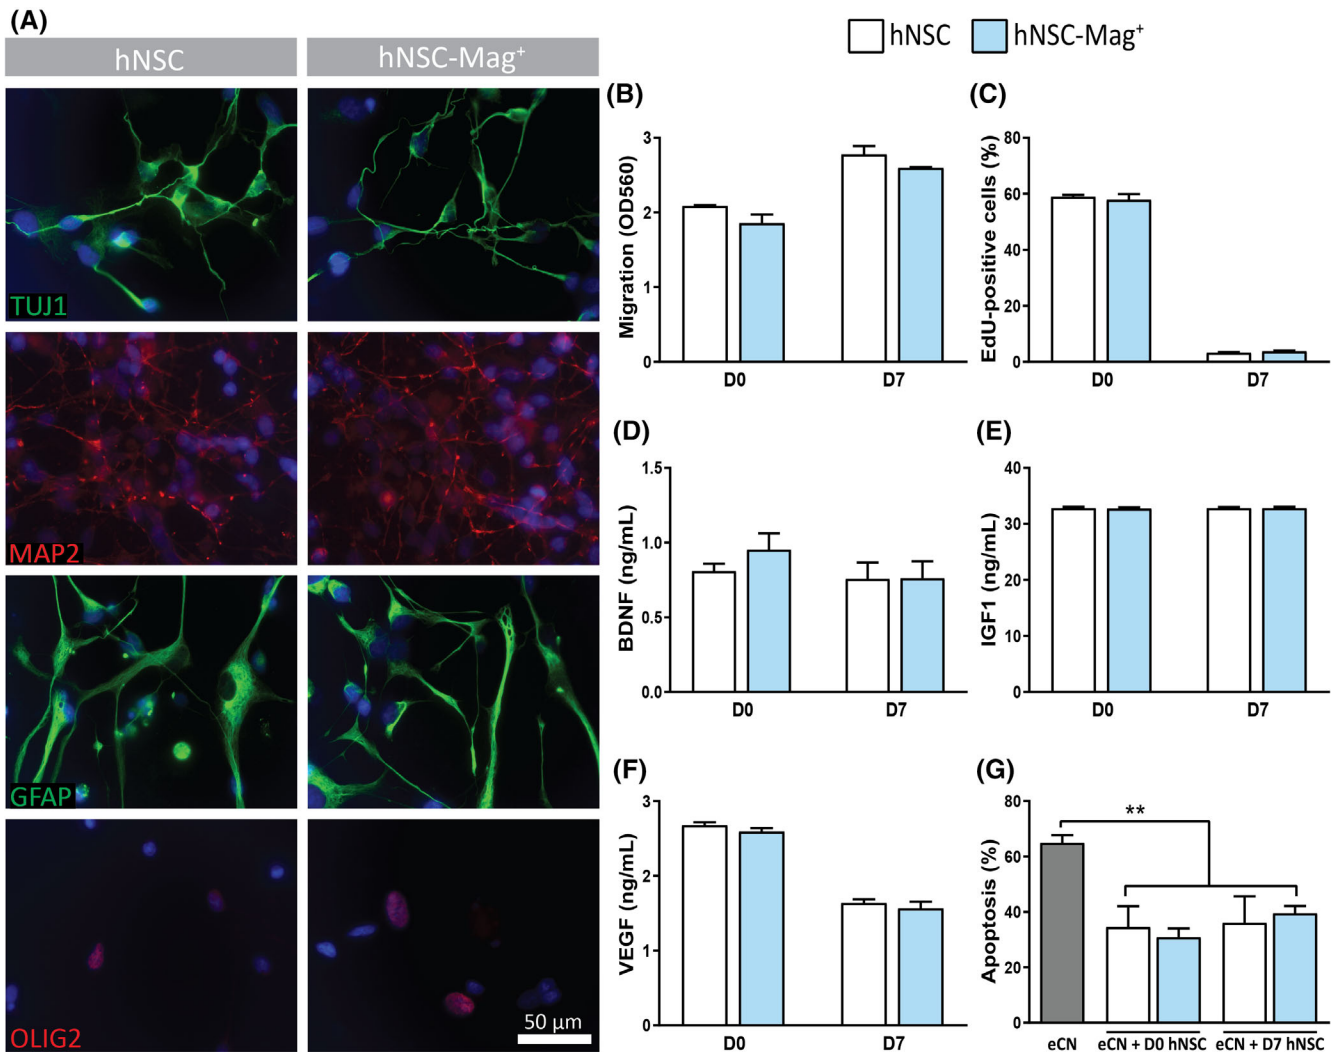 (A)
hNSC
hNSC-Mag⁺
TUJ1
MAP2
GFAP
OLIG2
50 µm
hNSC
hNSC-Mag⁺
(B)
Migration (OD560)
3
2
1
0
D0
D7
(C)
EdU-positive cells (%)
80
60
40
20
0
D0
D7
(D)
BDNF (ng/mL)
1.5
1.0
0.5
0.0
D0
D7
(E)
IGF1 (ng/mL)
40
30
20
10
0
D0
D7
(F)
VEGF (ng/mL)
3
2
1
0
D0
D7
(G)
Apoptosis (%)
80
60
40
20
0
**
eCN
eCN + D0 hNSC
eCN + D7 hNSC